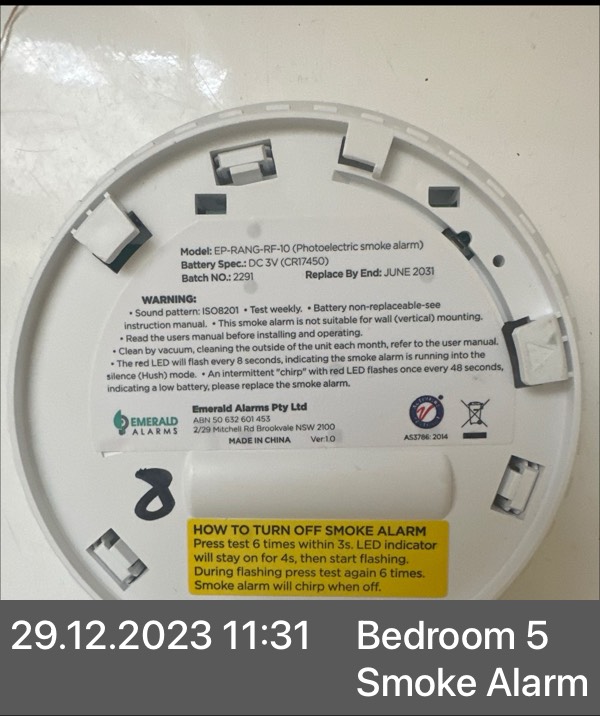 Model: EP-RANG-RF-10 (Photoelectric smoke alarm)
Battery Spec.: DC 3V (CR17450)
Batch NO.: 2291 Replace By End: JUNE 2031
WARNING:
• Sound pattern: ISO8201 • Test weekly. • Battery non-replaceable-see
instruction manual. • This smoke alarm is not suitable for wall (vertical) mounting.
• Read the users manual before installing and operating.
• Clean by vacuum, cleaning the outside of the unit each month, refer to the user manual.
• The red LED will flash every 8 seconds, indicating the smoke alarm is running into the
silence (Hush) mode. • An intermittent "chirp" with red LED flashes once every 48 seconds,
indicating a low battery, please replace the smoke alarm.
EMERALD
ALARMS
Emerald Alarms Pty Ltd
ABN 50 632 601 453
2/29 Mitchell Rd Brookvale NSW 2100
MADE IN CHINA Ver1.0
AS3786: 2014
8
HOW TO TURN OFF SMOKE ALARM
Press test 6 times within 3s. LED indicator
will stay on for 4s, then start flashing.
During flashing press test again 6 times.
Smoke alarm will chirp when off.
29.12.2023 11:31 Bedroom 5
Smoke Alarm